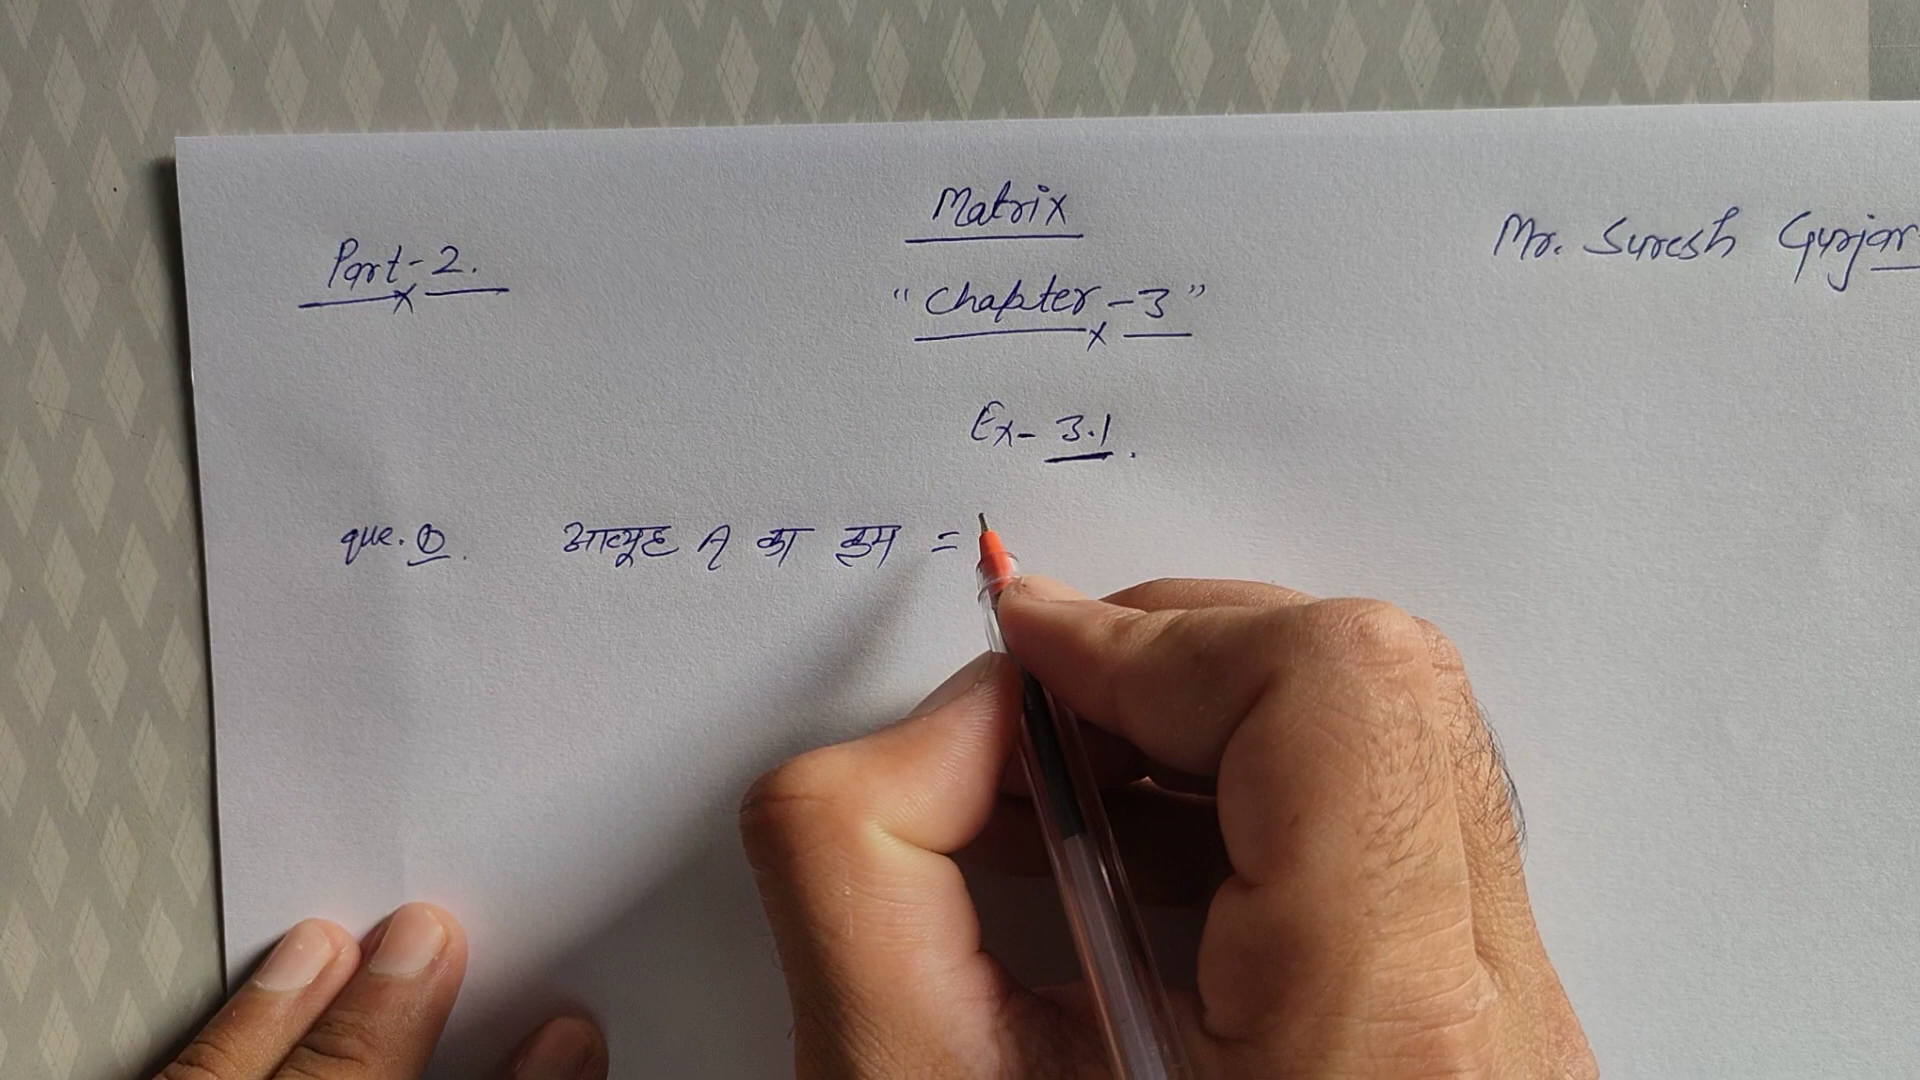 Matrix
Part-2.
Mr. Suresh Gurjar
"Chapter-3"
Ex-3.1.
que.①. आव्यूह A का क्रम =